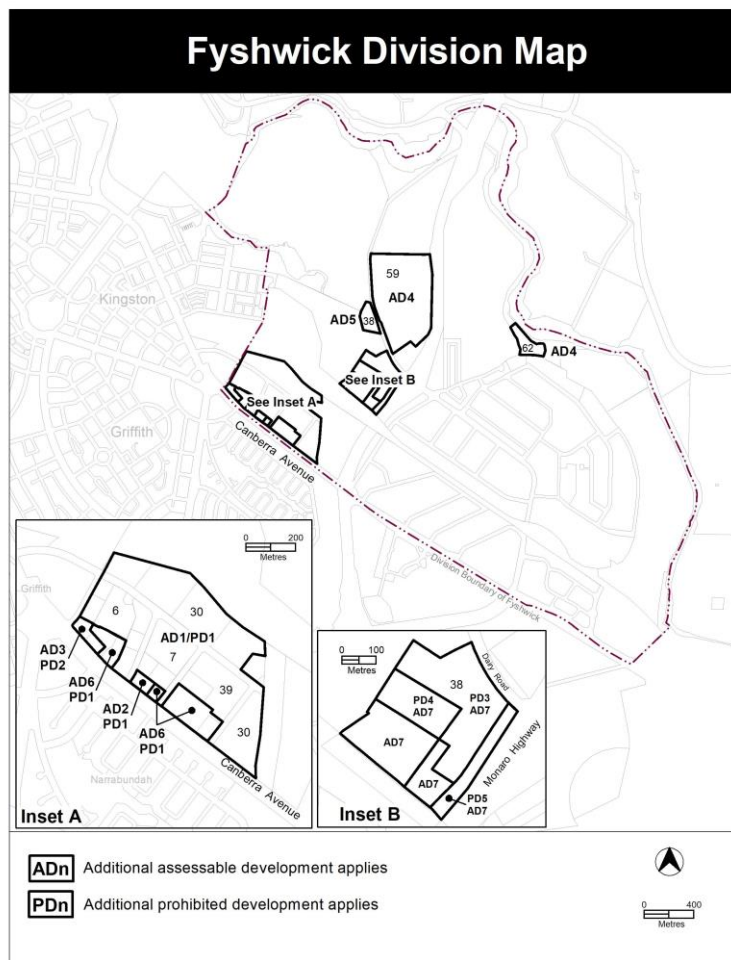 Fyshwick Division Map
Kingston
59
AD4
AD5
38
62
AD4
See Inset B
See Inset A
Griffith
Canberra Avenue
Division Boundary of Fyshwick
0 200
Metres
Griffith
6
30
AD1/PD1
7
AD3
PD2
AD6
PD1
AD2
PD1
AD6
PD1
39
30
Narrabundah
Canberra Avenue
Inset A
0 100
Metres
Dairy Road
38
PD4
AD7
PD3
AD7
AD7
AD7
Monaro Highway
PD5
AD7
Inset B
ADn Additional assessable development applies
PDn Additional prohibited development applies
0 400
Metres